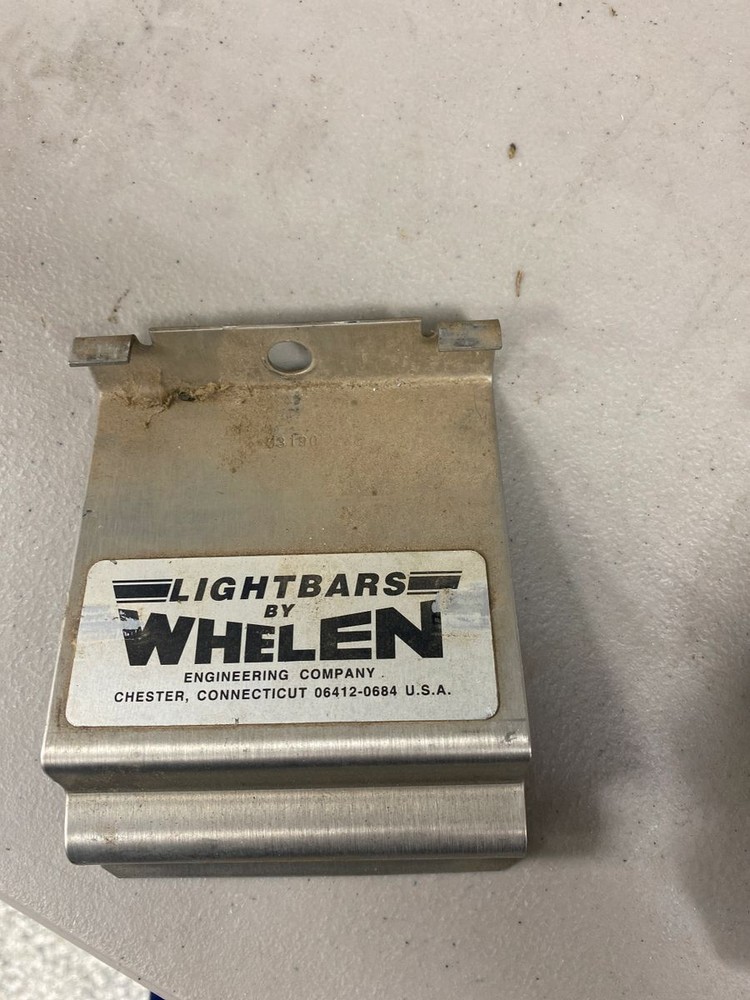 LIGHTBARS
BY
WHELEN
ENGINEERING COMPANY
CHESTER, CONNECTICUT 06412-0684 U.S.A.